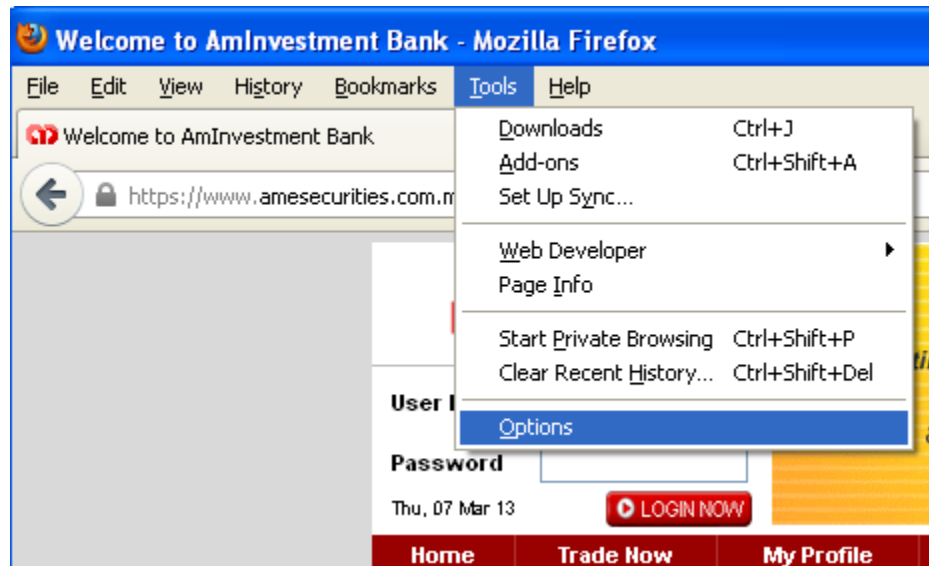 Welcome to AmInvestment Bank - Mozilla Firefox
File Edit View History Bookmarks Tools Help
Welcome to AmInvestment Bank
https://www.amesecurities.com.m
Downloads Ctrl+J
Add-ons Ctrl+Shift+A
Set Up Sync...
Web Developer
Page Info
Start Private Browsing Ctrl+Shift+P
Clear Recent History... Ctrl+Shift+Del
Options
User
Password
Thu, 07 Mar 13
LOGIN NOW
Home Trade Now My Profile